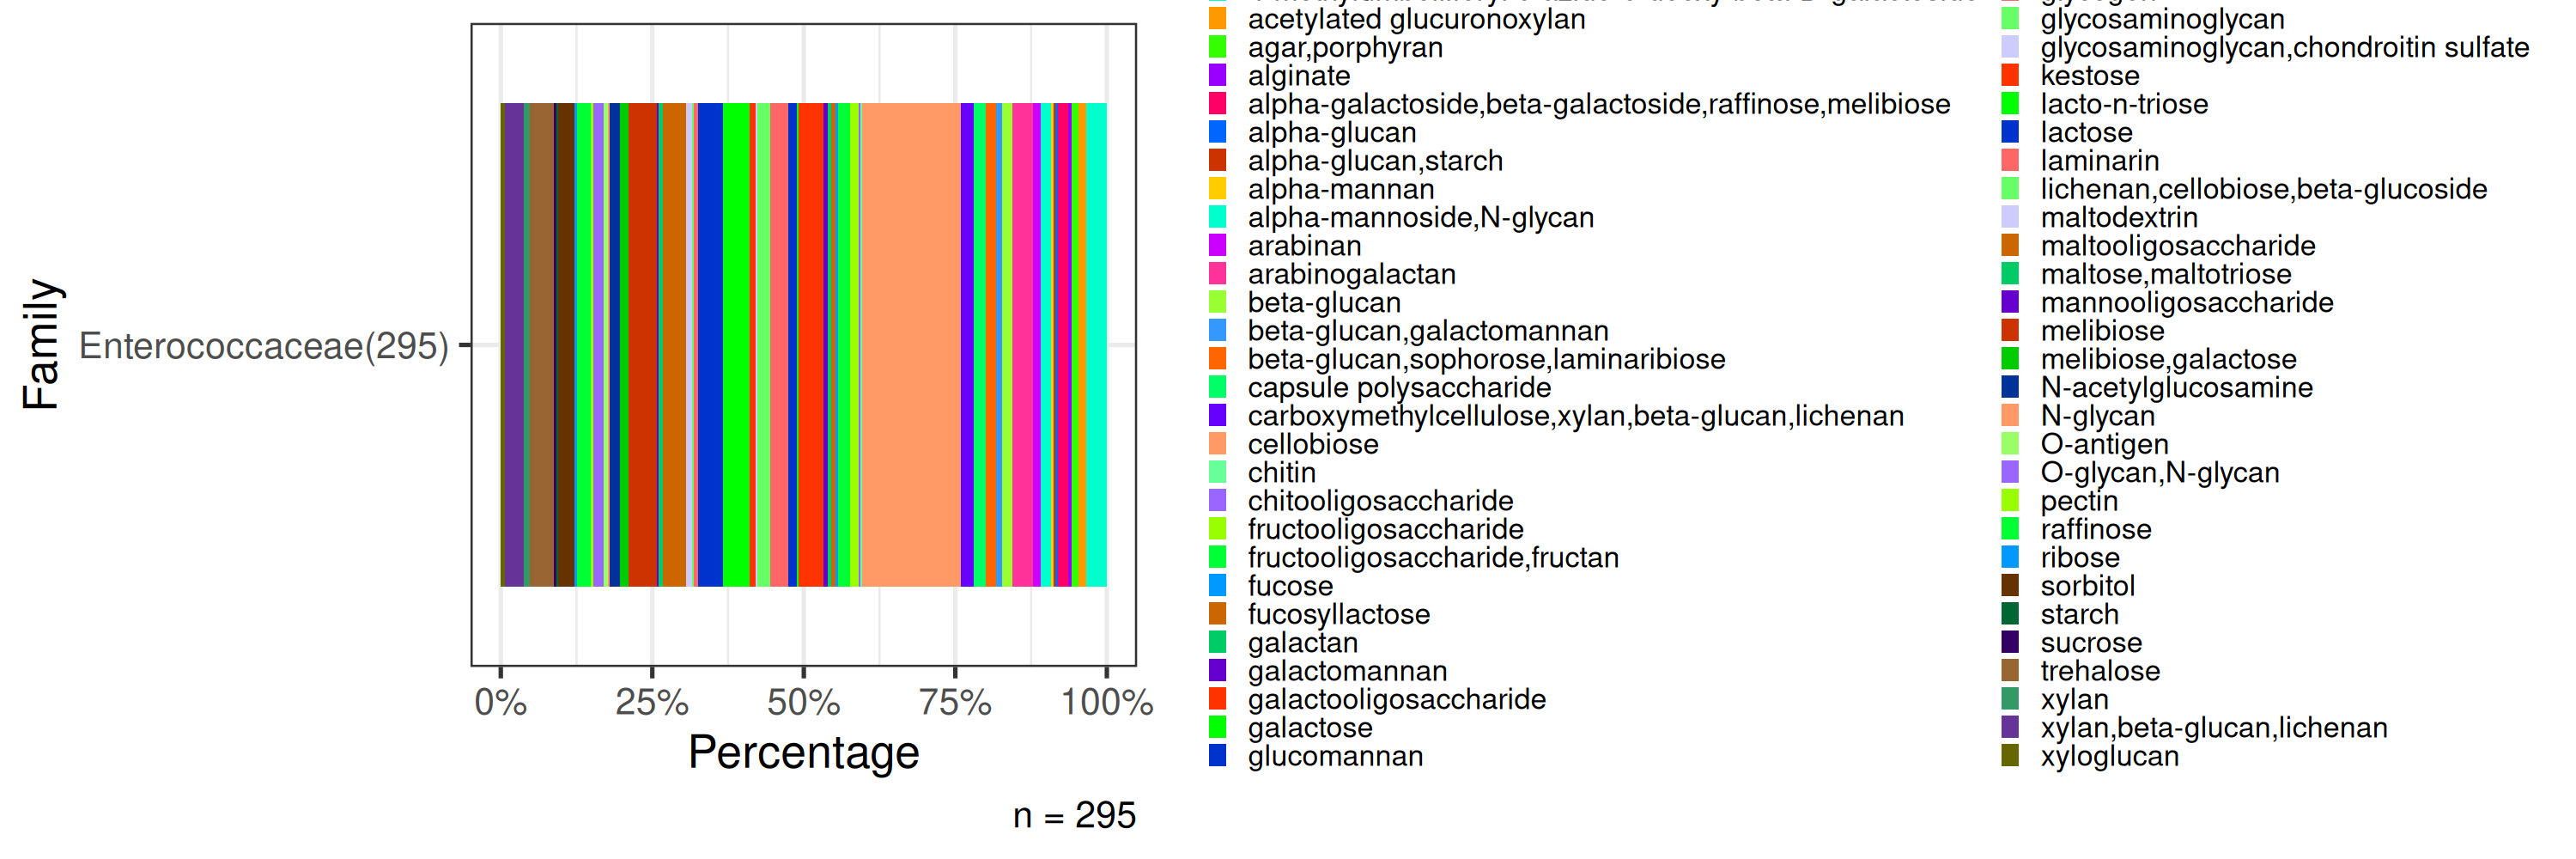 Family
Enterococcaceae(295)
0% 25% 50% 75% 100%
Percentage
n = 295
acetylated glucuronoxylan
agar,porphyran
alginate
alpha-galactoside,beta-galactoside,raffinose,melibiose
alpha-glucan
alpha-glucan,starch
alpha-mannan
alpha-mannoside,N-glycan
arabinan
arabinogalactan
beta-glucan
beta-glucan,galactomannan
beta-glucan,sophorose,laminaribiose
capsule polysaccharide
carboxymethylcellulose,xylan,beta-glucan,lichenan
cellobiose
chitin
chitooligosaccharide
fructooligosaccharide
fructooligosaccharide,fructan
fucose
fucosyllactose
galactan
galactomannan
galactooligosaccharide
galactose
glucomannan
glycosaminoglycan
glycosaminoglycan,chondroitin sulfate
kestose
lacto-n-triose
lactose
laminarin
lichenan,cellobiose,beta-glucoside
maltodextrin
maltooligosaccharide
maltose,maltotriose
mannooligosaccharide
melibiose
melibiose,galactose
N-acetylglucosamine
N-glycan
O-antigen
O-glycan,N-glycan
pectin
raffinose
ribose
sorbitol
starch
sucrose
trehalose
xylan
xylan,beta-glucan,lichenan
xyloglucan